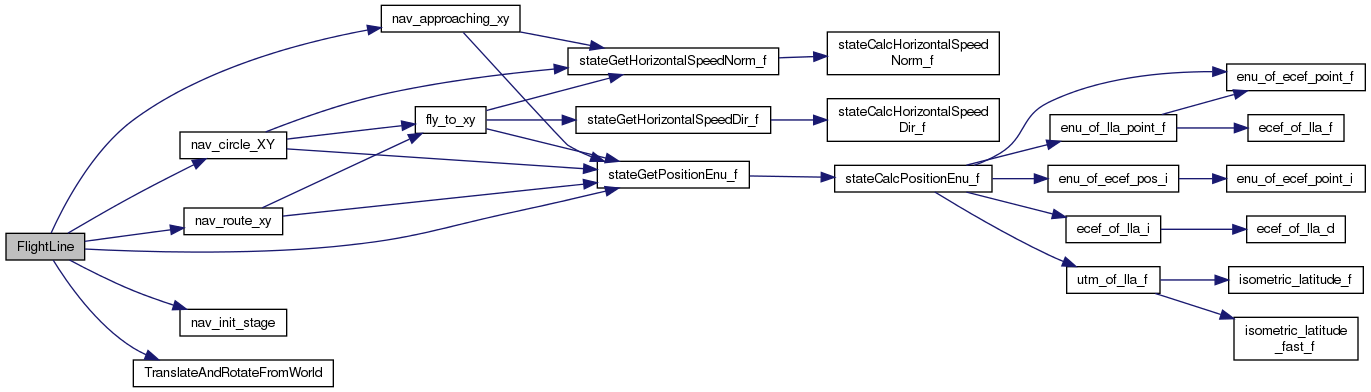 FlightLine
nav_approaching_xy
nav_circle_XY
nav_route_xy
nav_init_stage
TranslateAndRotateFromWorld
fly_to_xy
stateGetHorizontalSpeedNorm_f
stateGetHorizontalSpeedDir_f
stateGetPositionEnu_f
stateCalcHorizontalSpeed
Norm_f
stateCalcHorizontalSpeed
Dir_f
stateCalcPositionEnu_f
enu_of_lla_point_f
enu_of_ecef_pos_i
ecef_of_lla_i
utm_of_lla_f
enu_of_ecef_point_f
ecef_of_lla_f
enu_of_ecef_point_i
ecef_of_lla_d
isometric_latitude_f
isometric_latitude
_fast_f